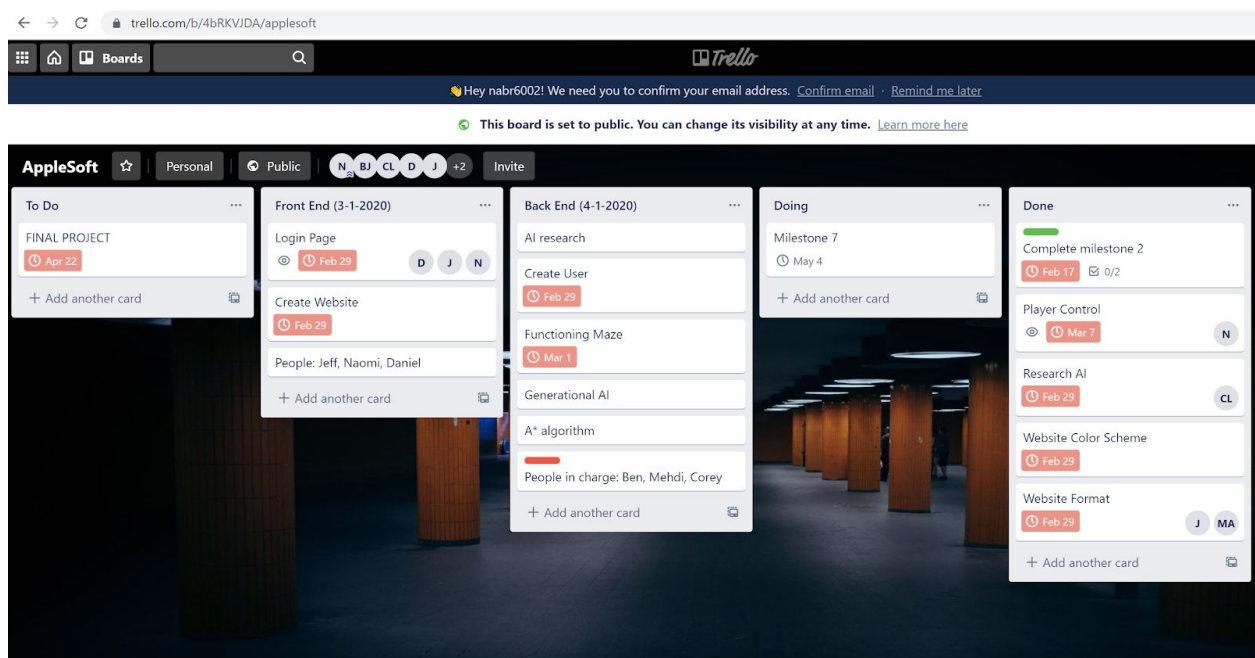 trello.com/b/4bRKVJDA/applesoft
Boards
Trello
Hey nabr6002! We need you to confirm your email address. Confirm email · Remind me later
This board is set to public. You can change its visibility at any time. Learn more here
AppleSoft Personal Public N BJ CL D J +2 Invite
To Do
FINAL PROJECT
Apr 22
+ Add another card
Front End (3-1-2020)
Login Page
Feb 29 D J N
Create Website
Feb 29
People: Jeff, Naomi, Daniel
+ Add another card
Back End (4-1-2020)
AI research
Create User
Feb 29
Functioning Maze
Mar 1
Generational AI
A* algorithm
People in charge: Ben, Mehdi, Corey
+ Add another card
Doing
Milestone 7
May 4
+ Add another card
Done
Complete milestone 2
Feb 17 0/2
Player Control
Mar 7 N
Research AI
Feb 29 CL
Website Color Scheme
Feb 29
Website Format
Feb 29 J MA
+ Add another card